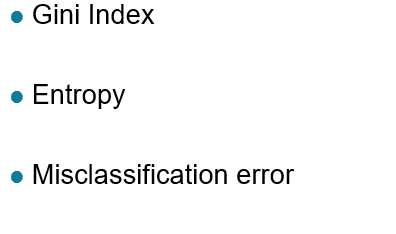 • Gini Index
• Entropy
• Misclassification error